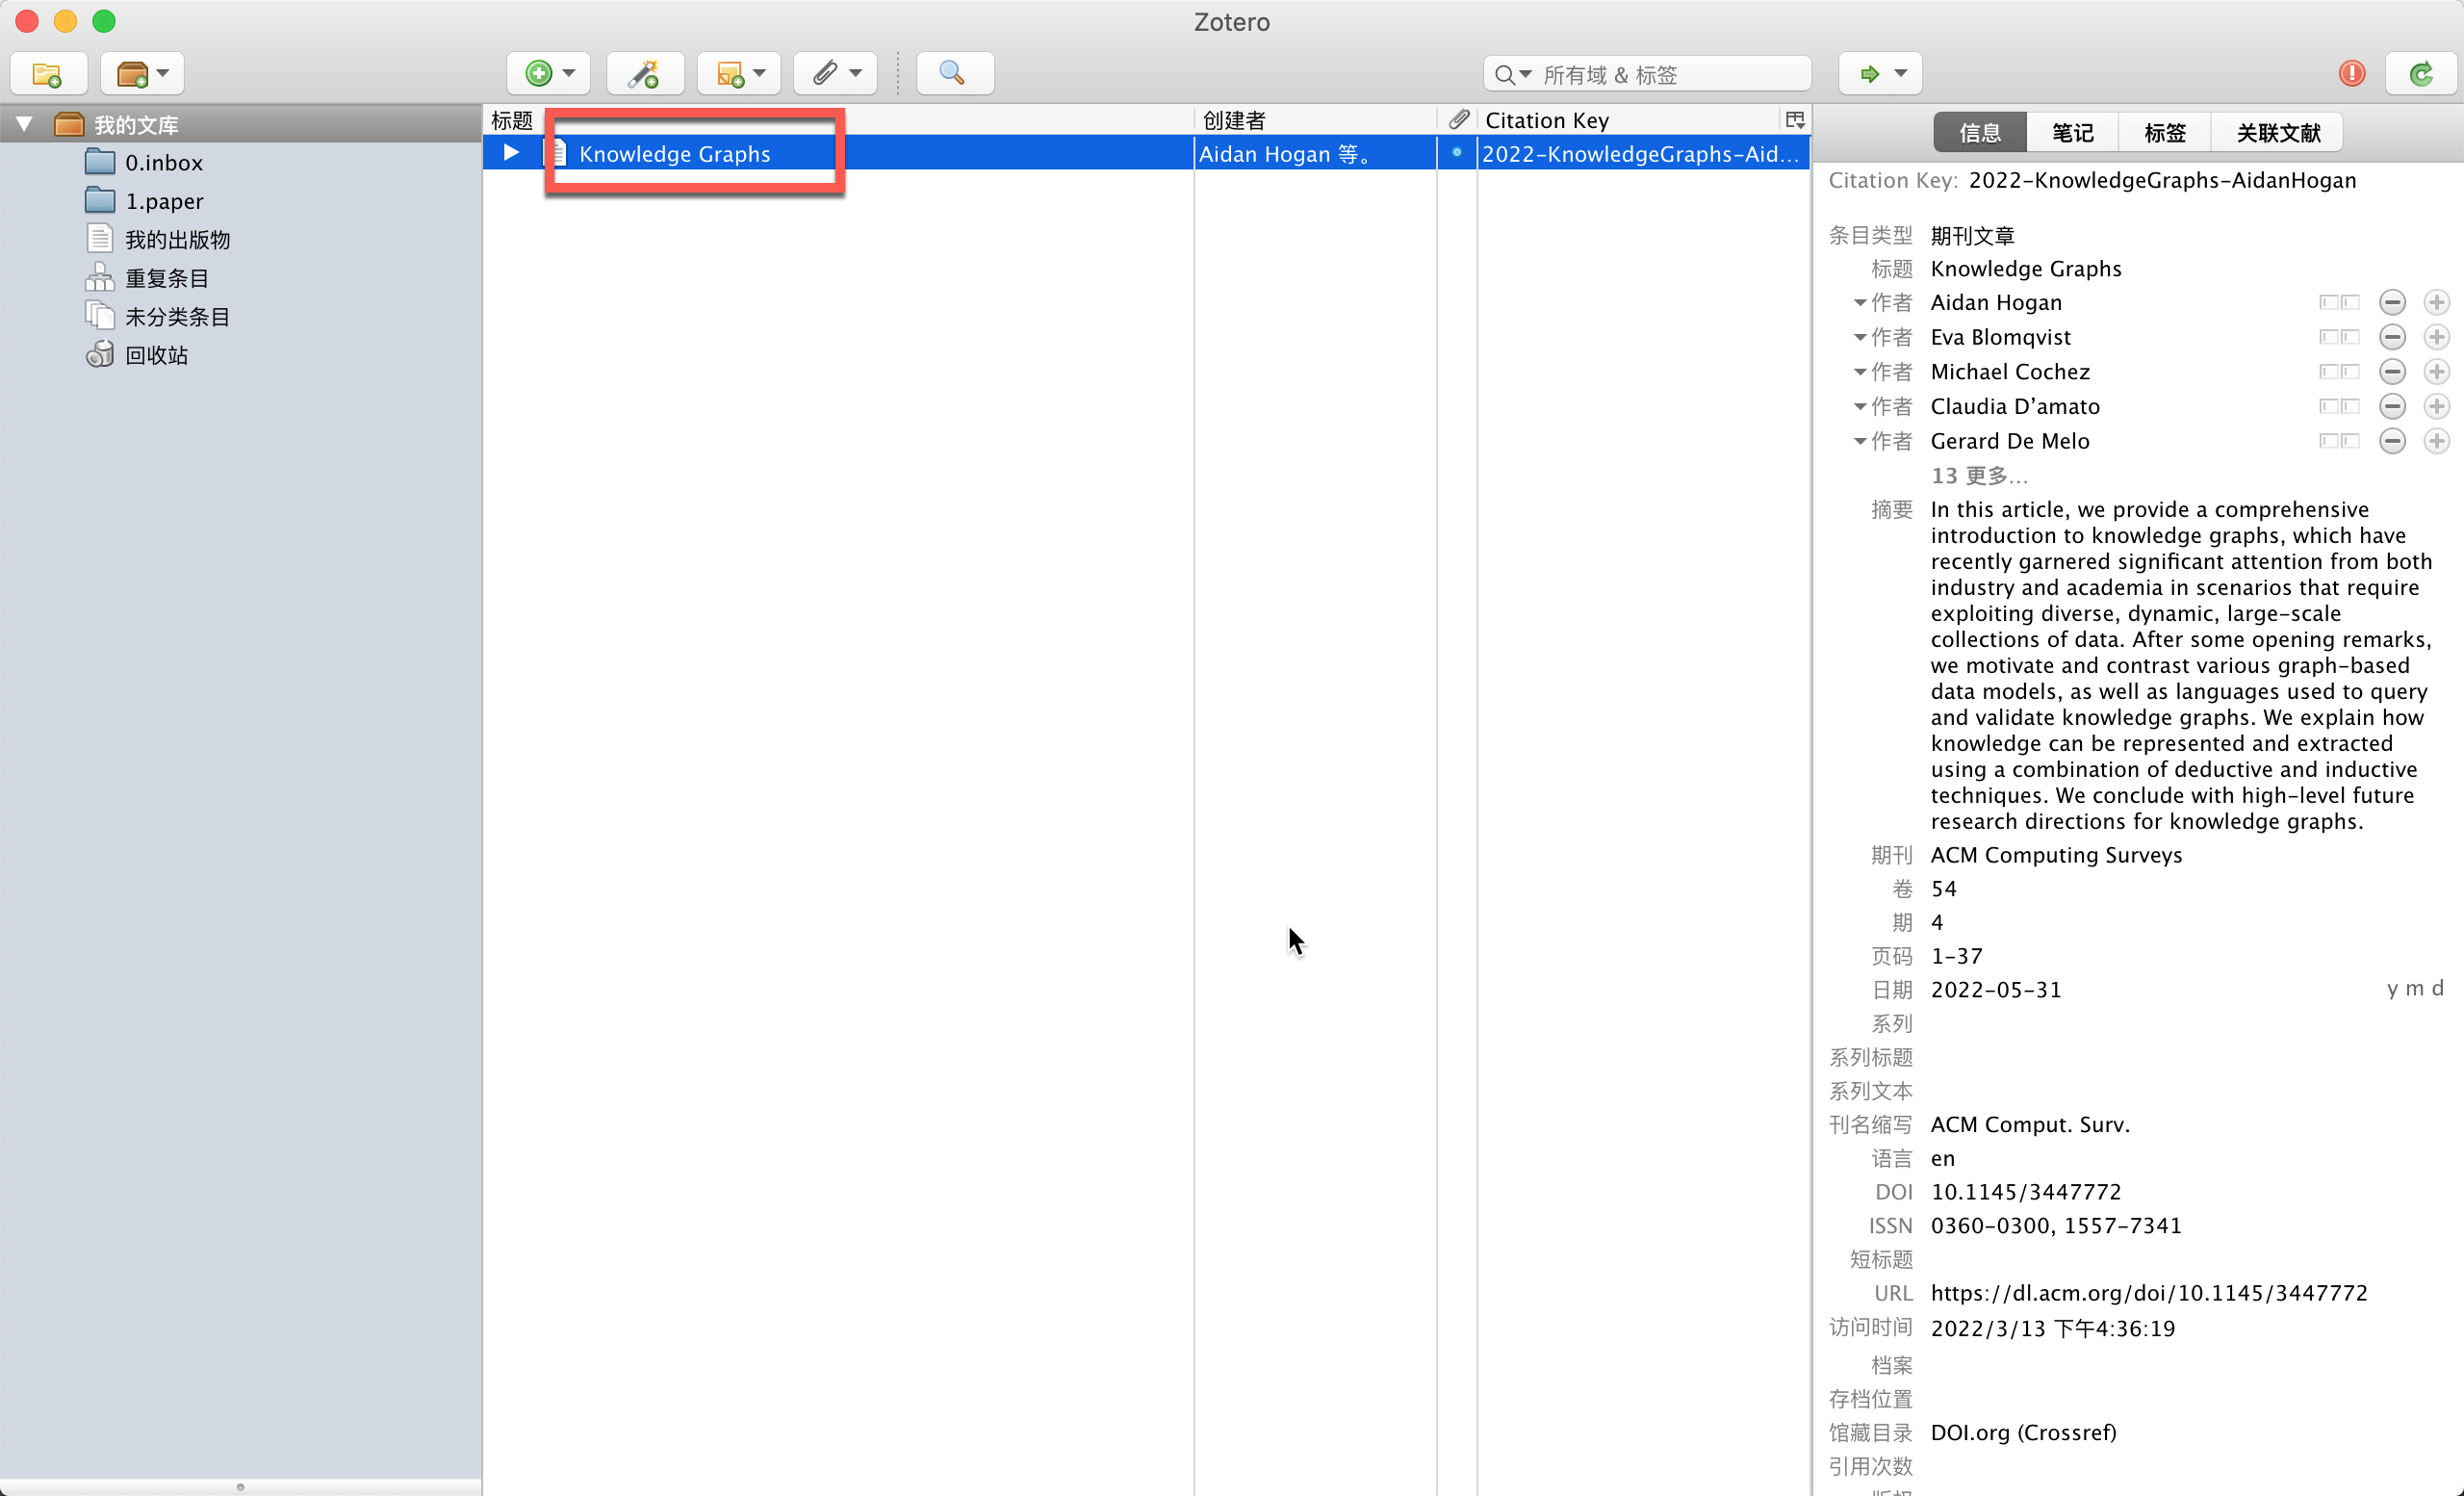 Zotero
所有域 & 标签
我的文库
0.inbox
1.paper
我的出版物
重复条目
未分类条目
回收站
标题 创建者 Citation Key
Knowledge Graphs Aidan Hogan 等。 2022-KnowledgeGraphs-Aid...
信息 笔记 标签 关联文献
Citation Key: 2022-KnowledgeGraphs-AidanHogan
条目类型 期刊文章
标题 Knowledge Graphs
作者 Aidan Hogan
作者 Eva Blomqvist
作者 Michael Cochez
作者 Claudia D’amato
作者 Gerard De Melo
13 更多...
摘要 In this article, we provide a comprehensive
introduction to knowledge graphs, which have
recently garnered significant attention from both
industry and academia in scenarios that require
exploiting diverse, dynamic, large-scale
collections of data. After some opening remarks,
we motivate and contrast various graph-based
data models, as well as languages used to query
and validate knowledge graphs. We explain how
knowledge can be represented and extracted
using a combination of deductive and inductive
techniques. We conclude with high-level future
research directions for knowledge graphs.
期刊 ACM Computing Surveys
卷 54
期 4
页码 1-37
日期 2022-05-31 y m d
系列
系列标题
系列文本
刊名缩写 ACM Comput. Surv.
语言 en
DOI 10.1145/3447772
ISSN 0360-0300, 1557-7341
短标题
URL https://dl.acm.org/doi/10.1145/3447772
访问时间 2022/3/13 下午4:36:19
档案
存档位置
馆藏目录 DOI.org (Crossref)
引用次数